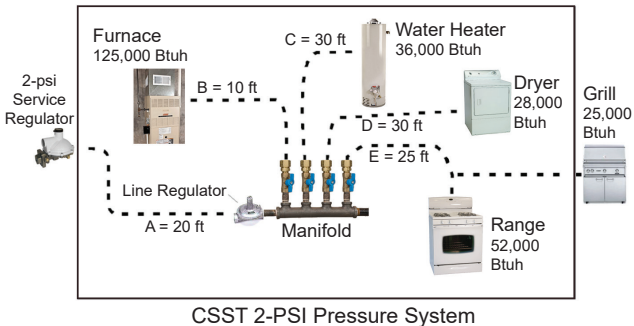 Furnace
125,000 Btuh
C = 30 ft
Water Heater
36,000 Btuh
2-psi
Service
Regulator
B = 10 ft
Dryer
28,000
Btuh
Grill
25,000
Btuh
D = 30 ft
E = 25 ft
Line Regulator
A = 20 ft
Manifold
Range
52,000
Btuh
CSST 2-PSI Pressure System